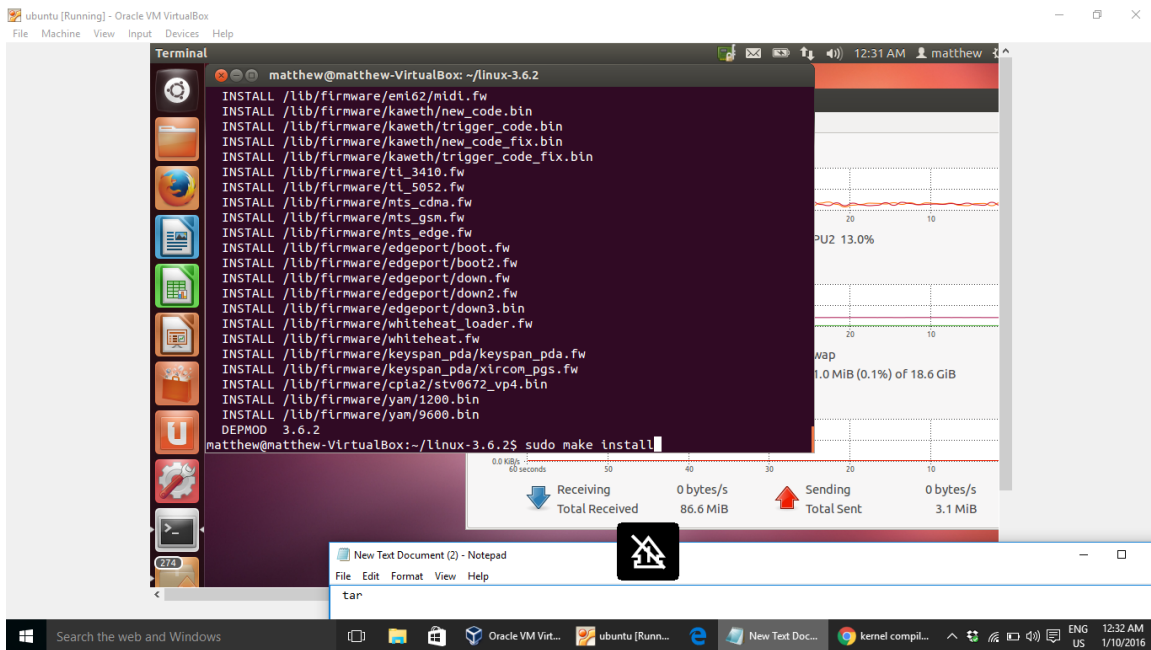 ubuntu [Running] - Oracle VM VirtualBox
File Machine View Input Devices Help
Terminal
12:31 AM matthew
matthew@matthew-VirtualBox: ~/linux-3.6.2
INSTALL /lib/firmware/emi62/midi.fw
INSTALL /lib/firmware/kaweth/new_code.bin
INSTALL /lib/firmware/kaweth/trigger_code.bin
INSTALL /lib/firmware/kaweth/new_code_fix.bin
INSTALL /lib/firmware/kaweth/trigger_code_fix.bin
INSTALL /lib/firmware/ti_3410.fw
INSTALL /lib/firmware/ti_5052.fw
INSTALL /lib/firmware/mts_cdma.fw
INSTALL /lib/firmware/mts_gsm.fw
INSTALL /lib/firmware/mts_edge.fw
INSTALL /lib/firmware/edgeport/boot.fw
INSTALL /lib/firmware/edgeport/boot2.fw
INSTALL /lib/firmware/edgeport/down.fw
INSTALL /lib/firmware/edgeport/down2.fw
INSTALL /lib/firmware/edgeport/down3.bin
INSTALL /lib/firmware/whiteheat_loader.fw
INSTALL /lib/firmware/whiteheat.fw
INSTALL /lib/firmware/keyspan_pda/keyspan_pda.fw
INSTALL /lib/firmware/keyspan_pda/xircom_pgs.fw
INSTALL /lib/firmware/cpia2/stv0672_vp4.bin
INSTALL /lib/firmware/yam/1200.bin
INSTALL /lib/firmware/yam/9600.bin
DEPMOD 3.6.2
matthew@matthew-VirtualBox:~/linux-3.6.2$ sudo make install
20 10
PU2 13.0%
20 10
wap
1.0 MiB (0.1%) of 18.6 GiB
0.0 KiB/s
60 seconds 50 40 30 20 10
Receiving 0 bytes/s Sending 0 bytes/s
Total Received 86.6 MiB Total Sent 3.1 MiB
274
New Text Document (2) - Notepad
File Edit Format View Help
tar
Search the web and Windows
Oracle VM Virt...
ubuntu [Runn...
New Text Doc...
kernel compil...
ENG
US
12:32 AM
1/10/2016